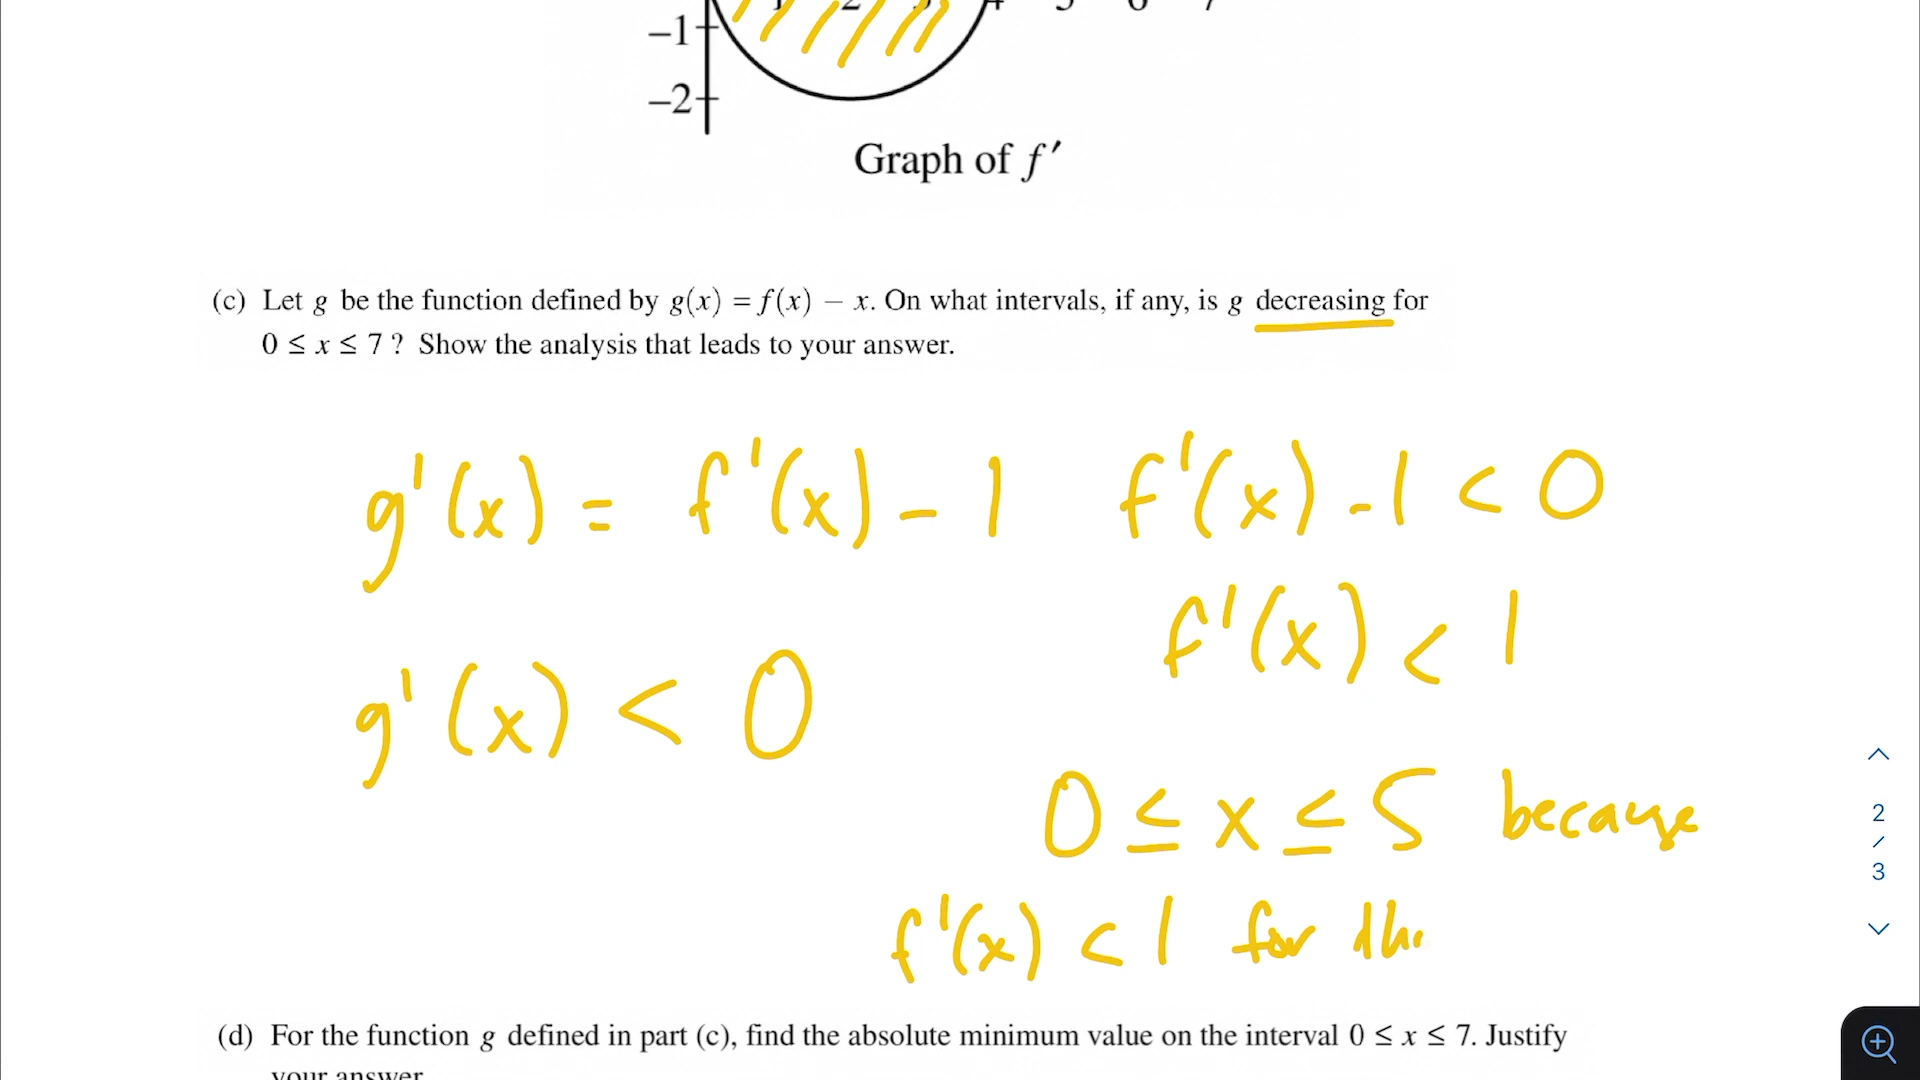 -1
-2
Graph of f′
(c) Let g be the function defined by g(x) = f(x) − x. On what intervals, if any, is g decreasing for
0 ≤ x ≤ 7 ? Show the analysis that leads to your answer.
g'(x) = f'(x) - 1 f'(x) - 1 < 0
f'(x) < 1
g'(x) < 0
0 ≤ x ≤ 5 because
f'(x) < 1 for
2
/
3
(d) For the function g defined in part (c), find the absolute minimum value on the interval 0 ≤ x ≤ 7. Justify
your answer